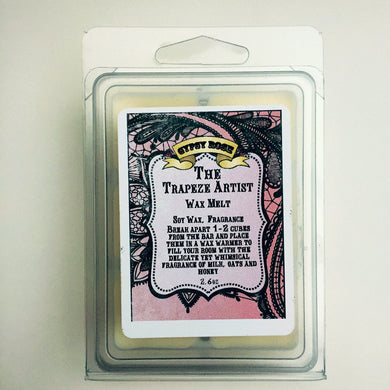 GYPSY ROSE
THE
TRAPEZE ARTIST
WAX MELT
SOY WAX, FRAGRANCE
BREAK APART 1-2 CUBES
FROM THE BAR AND PLACE
THEM IN A WAX WARMER TO
FILL YOUR ROOM WITH THE
DELICATE YET WHIMSICAL
FRAGRANCE OF MILK, OATS AND
HONEY
2.6oz